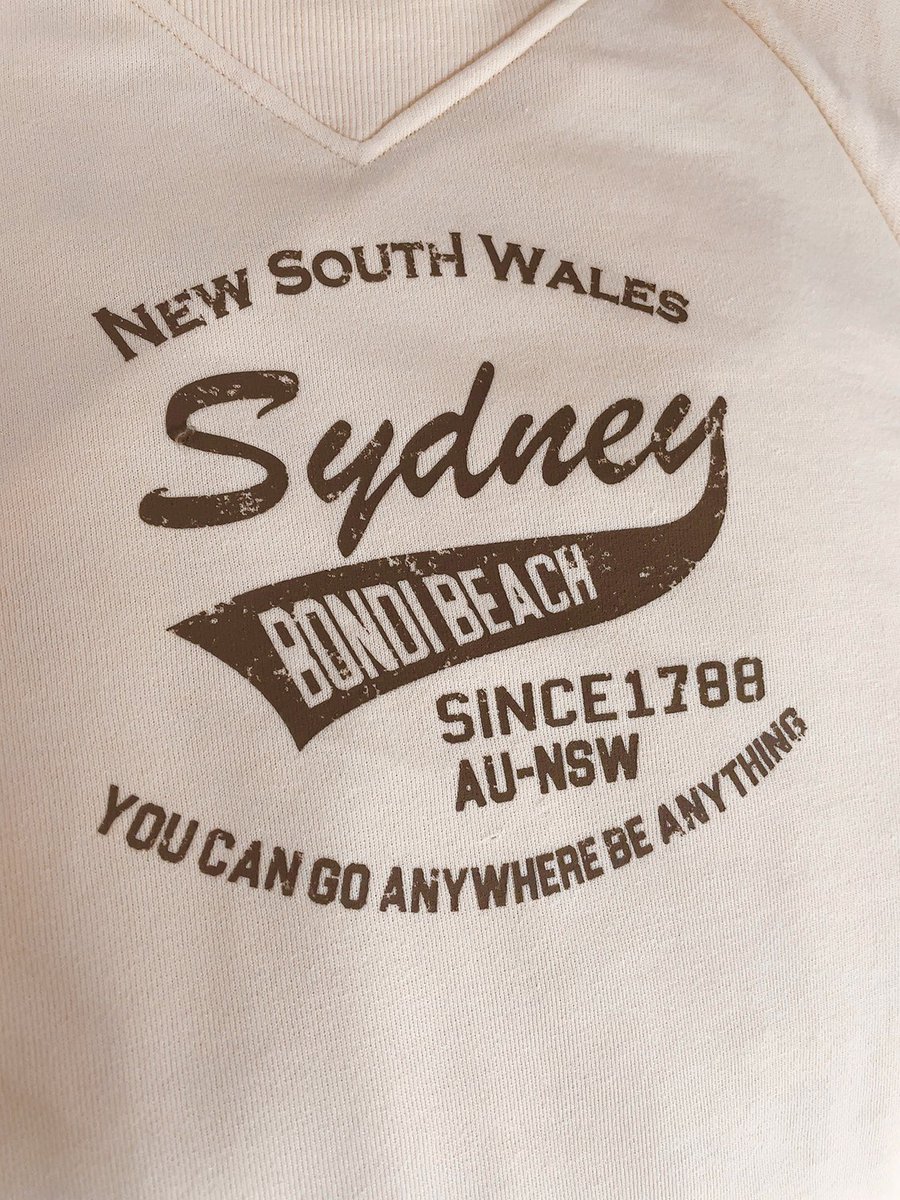 NEW SOUTH WALES
Sydney
BONDI BEACH
SINCE1788
AU-NSW
YOU CAN GO ANYWHERE BE ANYTHING